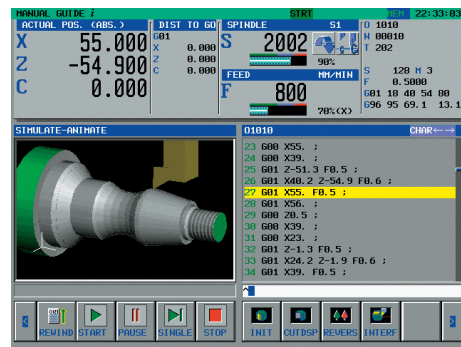 MANUAL GUIDE i STRT MEM 22:33:03
ACTUAL POS. (ABS.)
X 55.000
Z -54.900
C 0.000
DIST TO GO
G01
X 0.000
Z 0.000
C 0.000
SPINDLE S1
S 2002
90%
FEED MM/MIN
F 800
70%(X)
O 1010
N 00010
T 202
S 128 M 3
F 0.5000
G01 18 40 54 80
G96 95 69.1 13.1
SIMULATE-ANIMATE
O1010 CHAR←→
23 G00 X55. ;
24 G00 X39. ;
25 G01 Z-51.3 F0.5 ;
26 G01 X40.2 Z-54.9 F0.6 ;
27 G01 X55. F0.5 ;
28 G01 X56. ;
29 G00 Z0.5 ;
30 G00 X39. ;
31 G00 X23. ;
32 G01 Z-1.3 F0.5 ;
33 G01 X24.2 Z-1.9 F0.6 ;
34 G01 X39. F0.5 ;
^
REWIND START PAUSE SINGLE STOP INIT CUTDSP REVERS INTERF